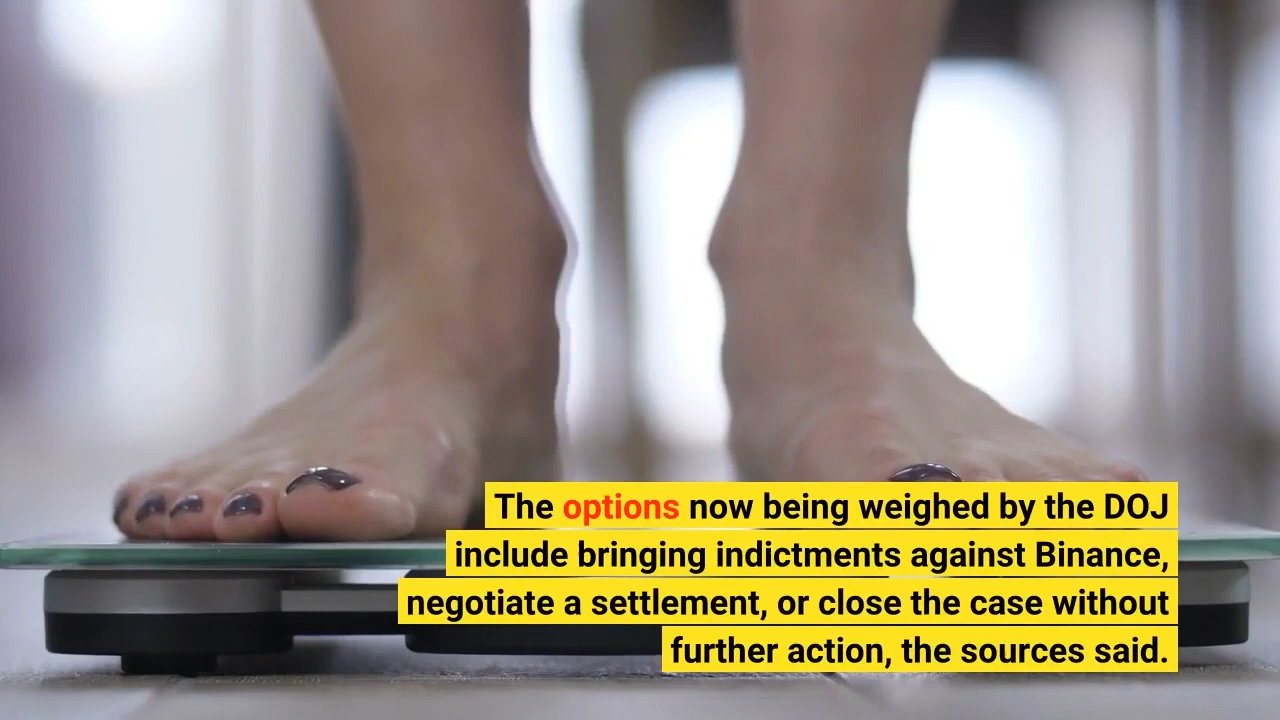 The options now being weighed by the DOJ
include bringing indictments against Binance,
negotiate a settlement, or close the case without
further action, the sources said.